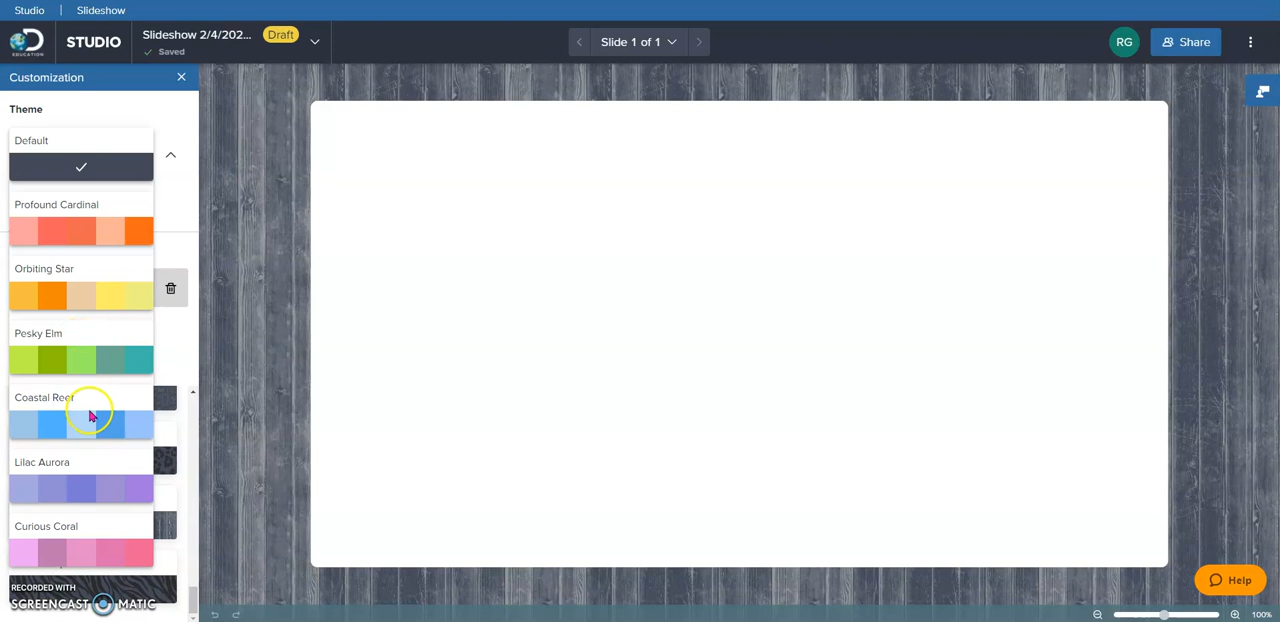 Studio Slideshow
EDUCATION
STUDIO
Slideshow 2/4/202... Draft
Saved
Slide 1 of 1
RG
Share
Customization
Theme
Default
Profound Cardinal
Orbiting Star
Pesky Elm
Coastal Reef
Lilac Aurora
Curious Coral
RECORDED WITH
SCREENCAST MATIC
Help
100%